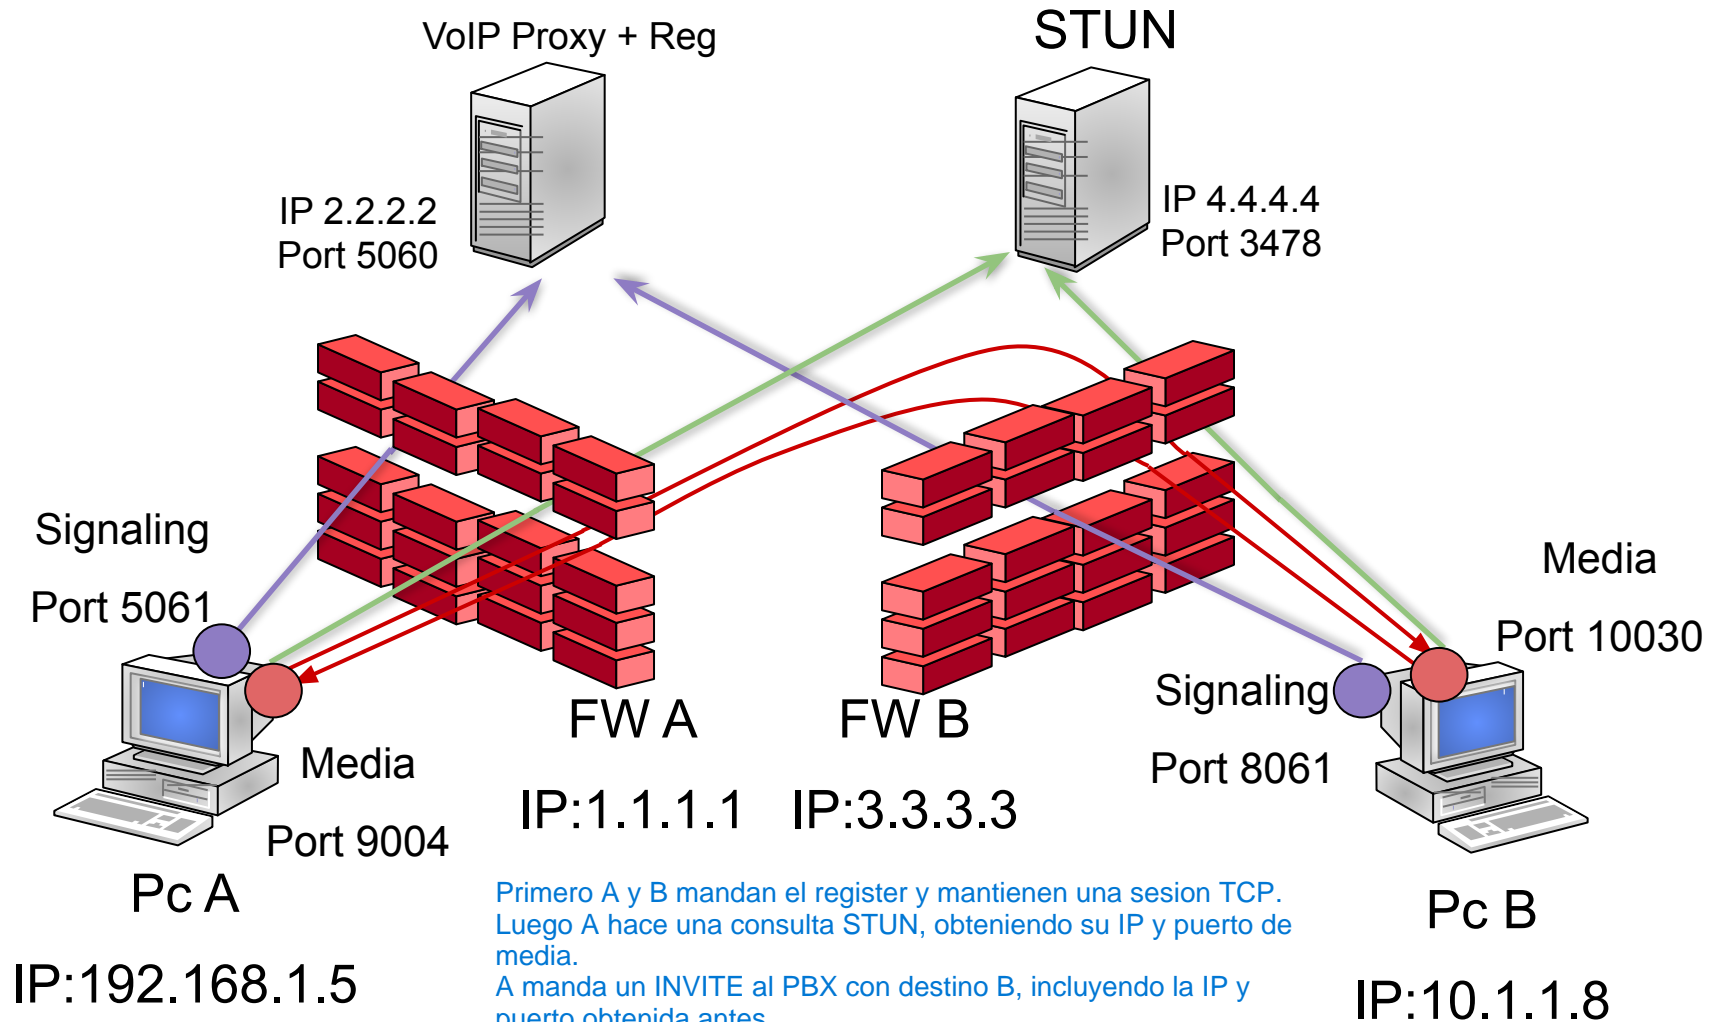 VoIP Proxy + Reg
STUN
IP 2.2.2.2
Port 5060
IP 4.4.4.4
Port 3478
Signaling
Port 5061
Media
Port 10030
Signaling
Port 8061
FW A
FW B
Media
Port 9004
IP:1.1.1.1
IP:3.3.3.3
Pc A
Pc B
IP:192.168.1.5
IP:10.1.1.8
Primero A y B mandan el register y mantienen una sesion TCP.
Luego A hace una consulta STUN, obteniendo su IP y puerto de
media.
A manda un INVITE al PBX con destino B, incluyendo la IP y
puerto obtenida antes